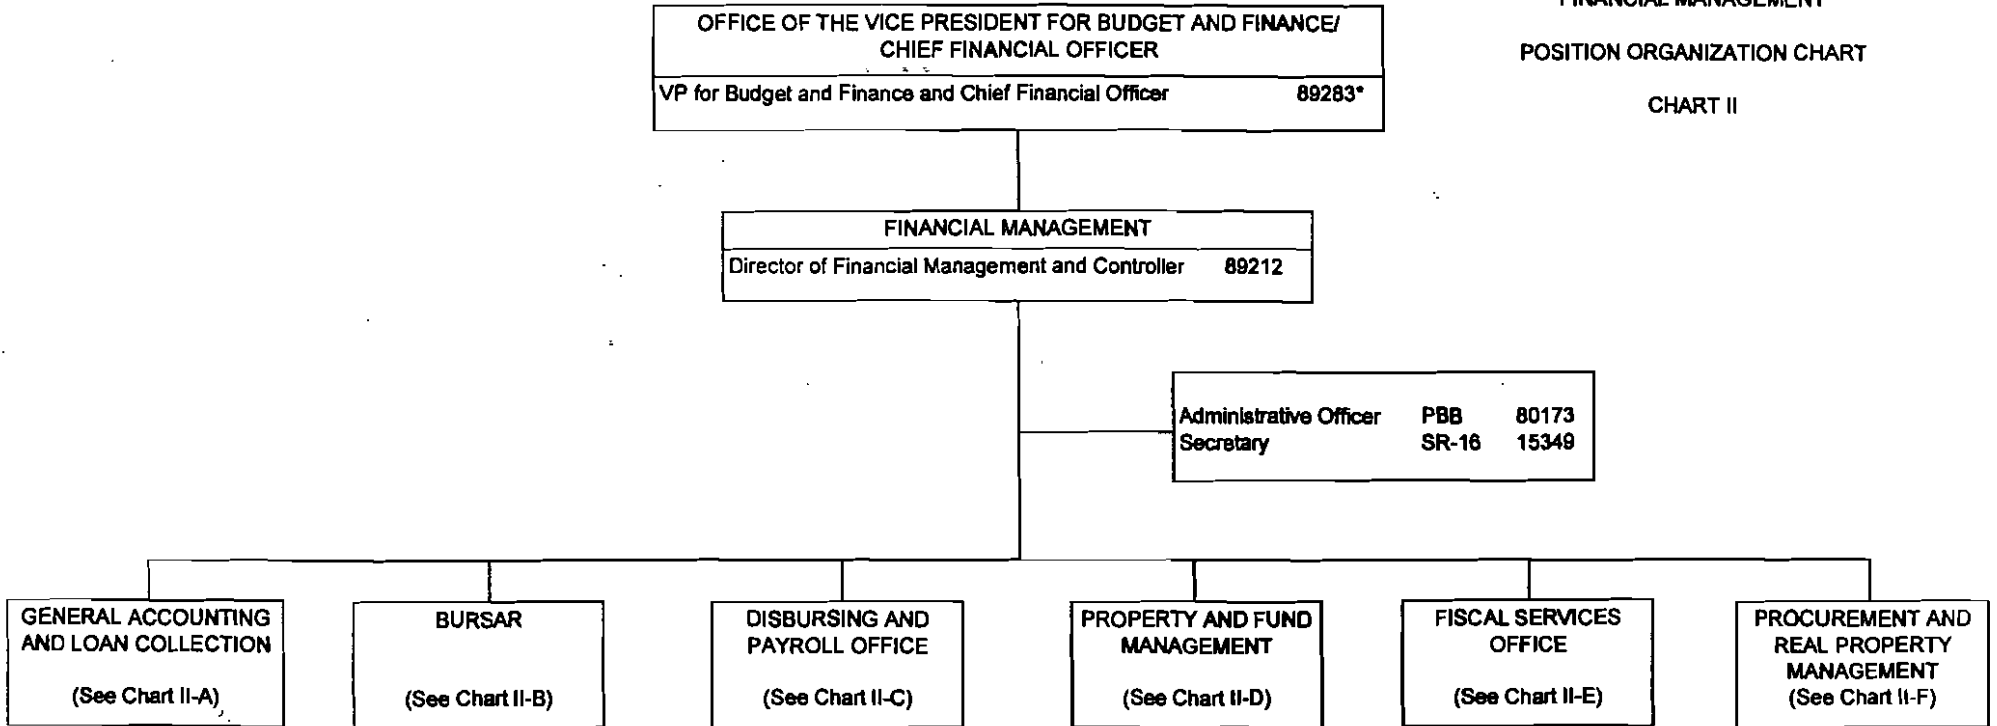 FINANCIAL MANAGEMENT
POSITION ORGANIZATION CHART
CHART II
OFFICE OF THE VICE PRESIDENT FOR BUDGET AND FINANCE/
CHIEF FINANCIAL OFFICER
VP for Budget and Finance and Chief Financial Officer 89283*
FINANCIAL MANAGEMENT
Director of Financial Management and Controller 89212
Administrative Officer PBB 80173
Secretary SR-16 15349
GENERAL ACCOUNTING
AND LOAN COLLECTION
(See Chart II-A)
BURSAR
(See Chart II-B)
DISBURSING AND
PAYROLL OFFICE
(See Chart II-C)
PROPERTY AND FUND
MANAGEMENT
(See Chart II-D)
FISCAL SERVICES
OFFICE
(See Chart II-E)
PROCUREMENT AND
REAL PROPERTY
MANAGEMENT
(See Chart II-F)